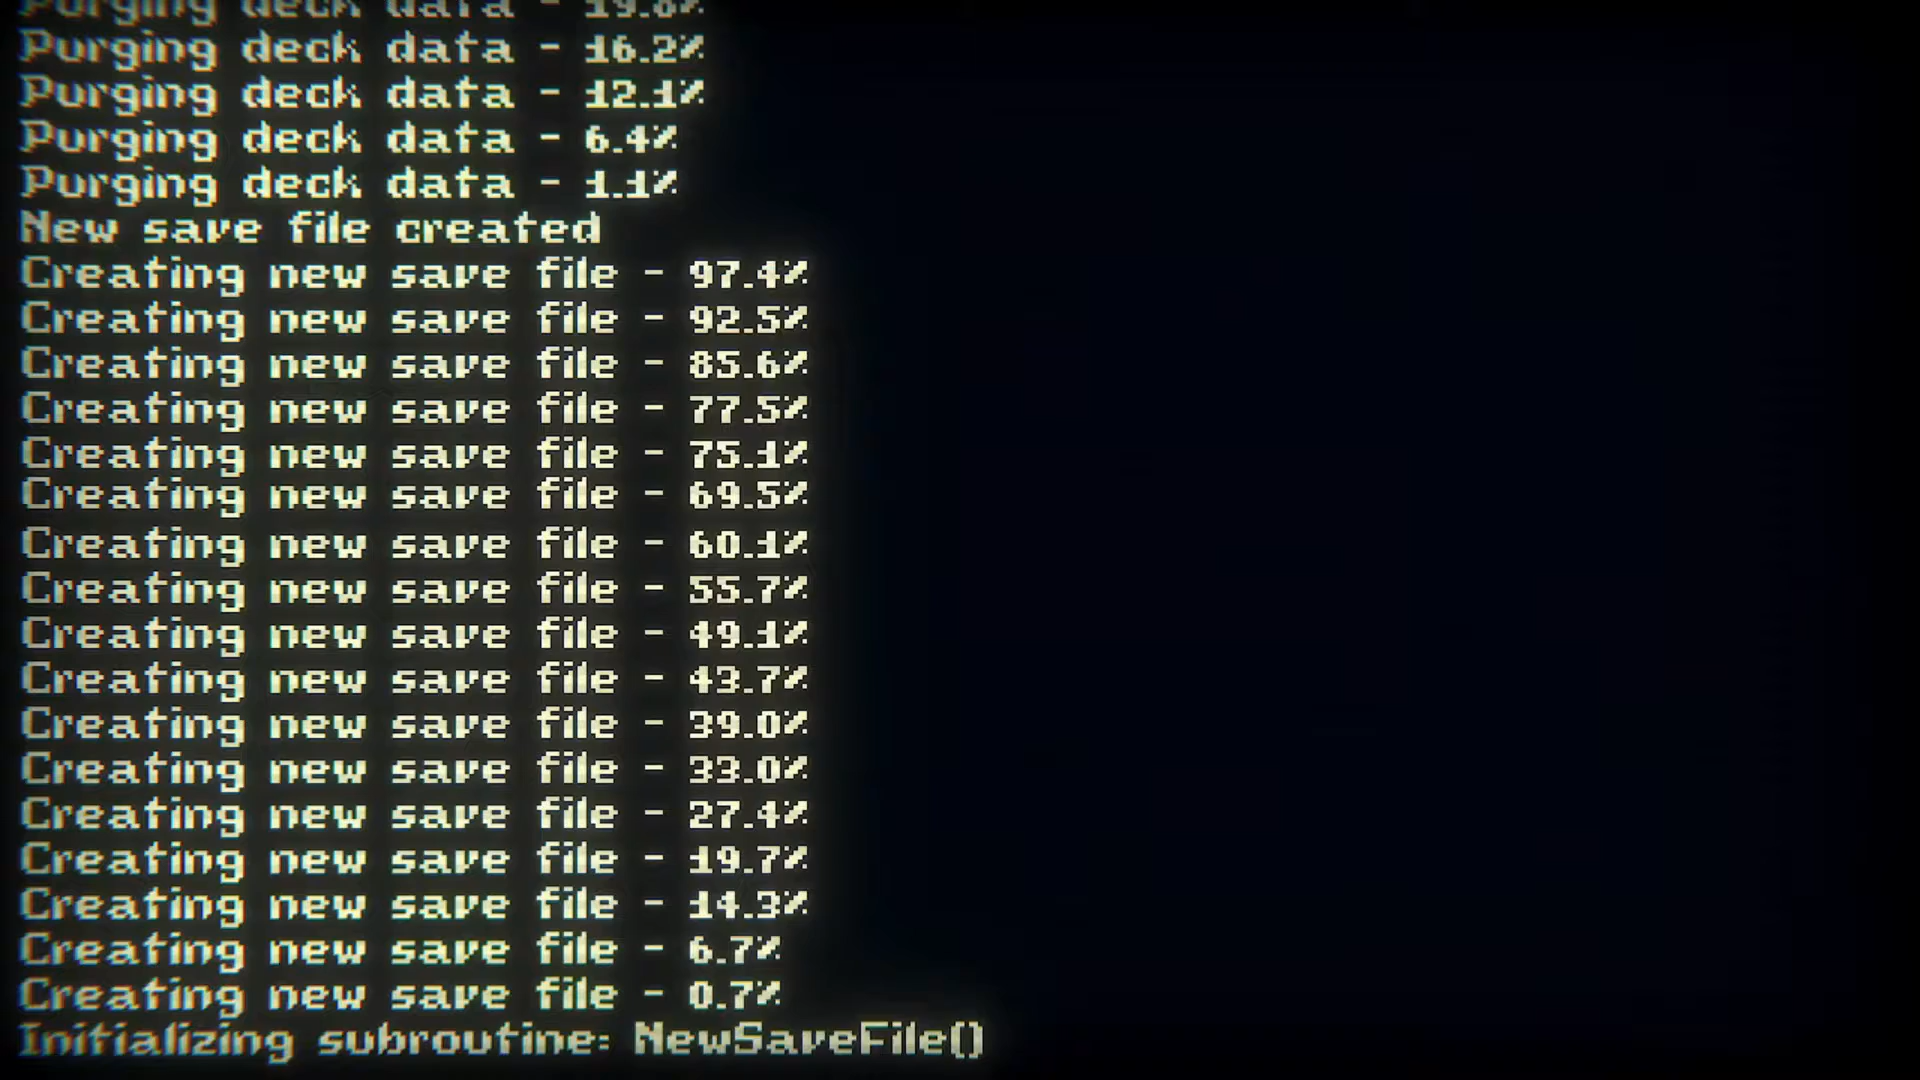 Purging deck data - 19.8%
Purging deck data - 16.2%
Purging deck data - 12.1%
Purging deck data - 6.4%
Purging deck data - 1.1%
New save file created
Creating new save file - 97.4%
Creating new save file - 92.5%
Creating new save file - 85.6%
Creating new save file - 77.5%
Creating new save file - 75.1%
Creating new save file - 69.5%
Creating new save file - 60.1%
Creating new save file - 55.7%
Creating new save file - 49.1%
Creating new save file - 43.7%
Creating new save file - 39.0%
Creating new save file - 33.0%
Creating new save file - 27.4%
Creating new save file - 19.7%
Creating new save file - 14.3%
Creating new save file - 6.7%
Creating new save file - 0.7%
Initializing subroutine: NewSaveFile()